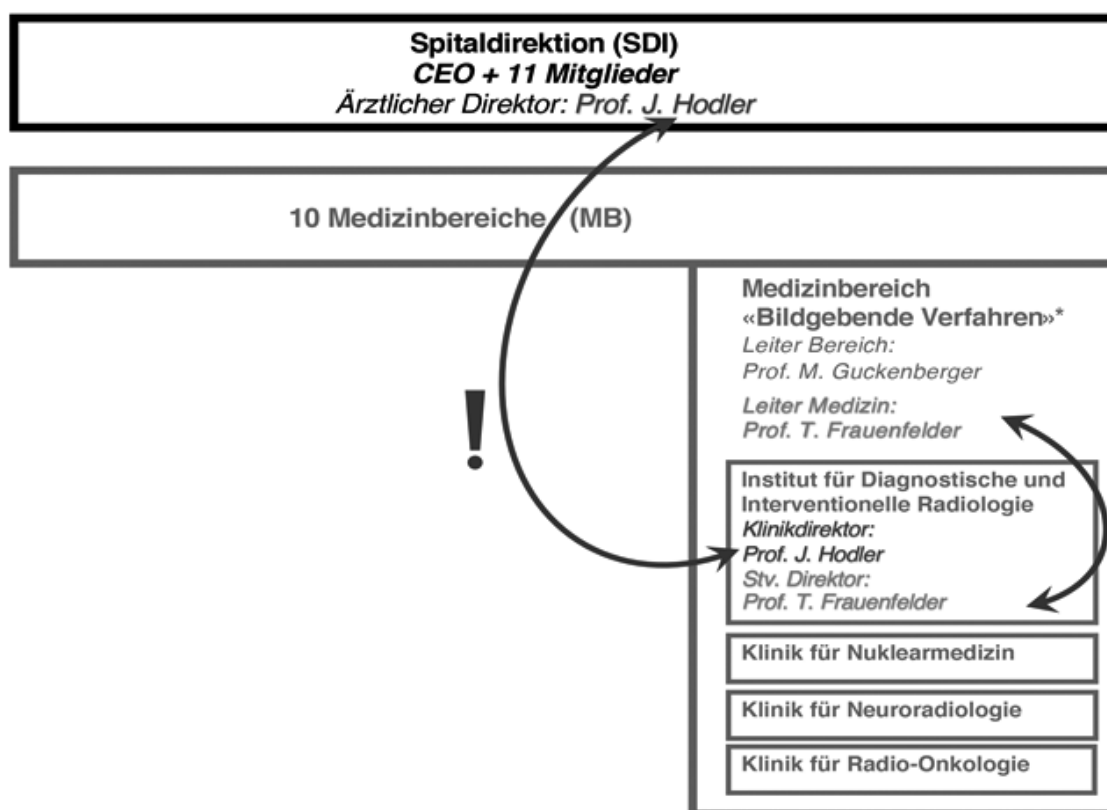 Spitaldirektion (SDI)
CEO + 11 Mitglieder
Ärztlicher Direktor: Prof. J. Hodler
10 Medizinbereiche (MB)
Medizinbereich
«Bildgebende Verfahren»*
Leiter Bereich:
Prof. M. Guckenberger
Leiter Medizin:
Prof. T. Frauenfelder
!
Institut für Diagnostische und
Interventionelle Radiologie
Klinikdirektor:
Prof. J. Hodler
Stv. Direktor:
Prof. T. Frauenfelder
Klinik für Nuklearmedizin
Klinik für Neuroradiologie
Klinik für Radio-Onkologie